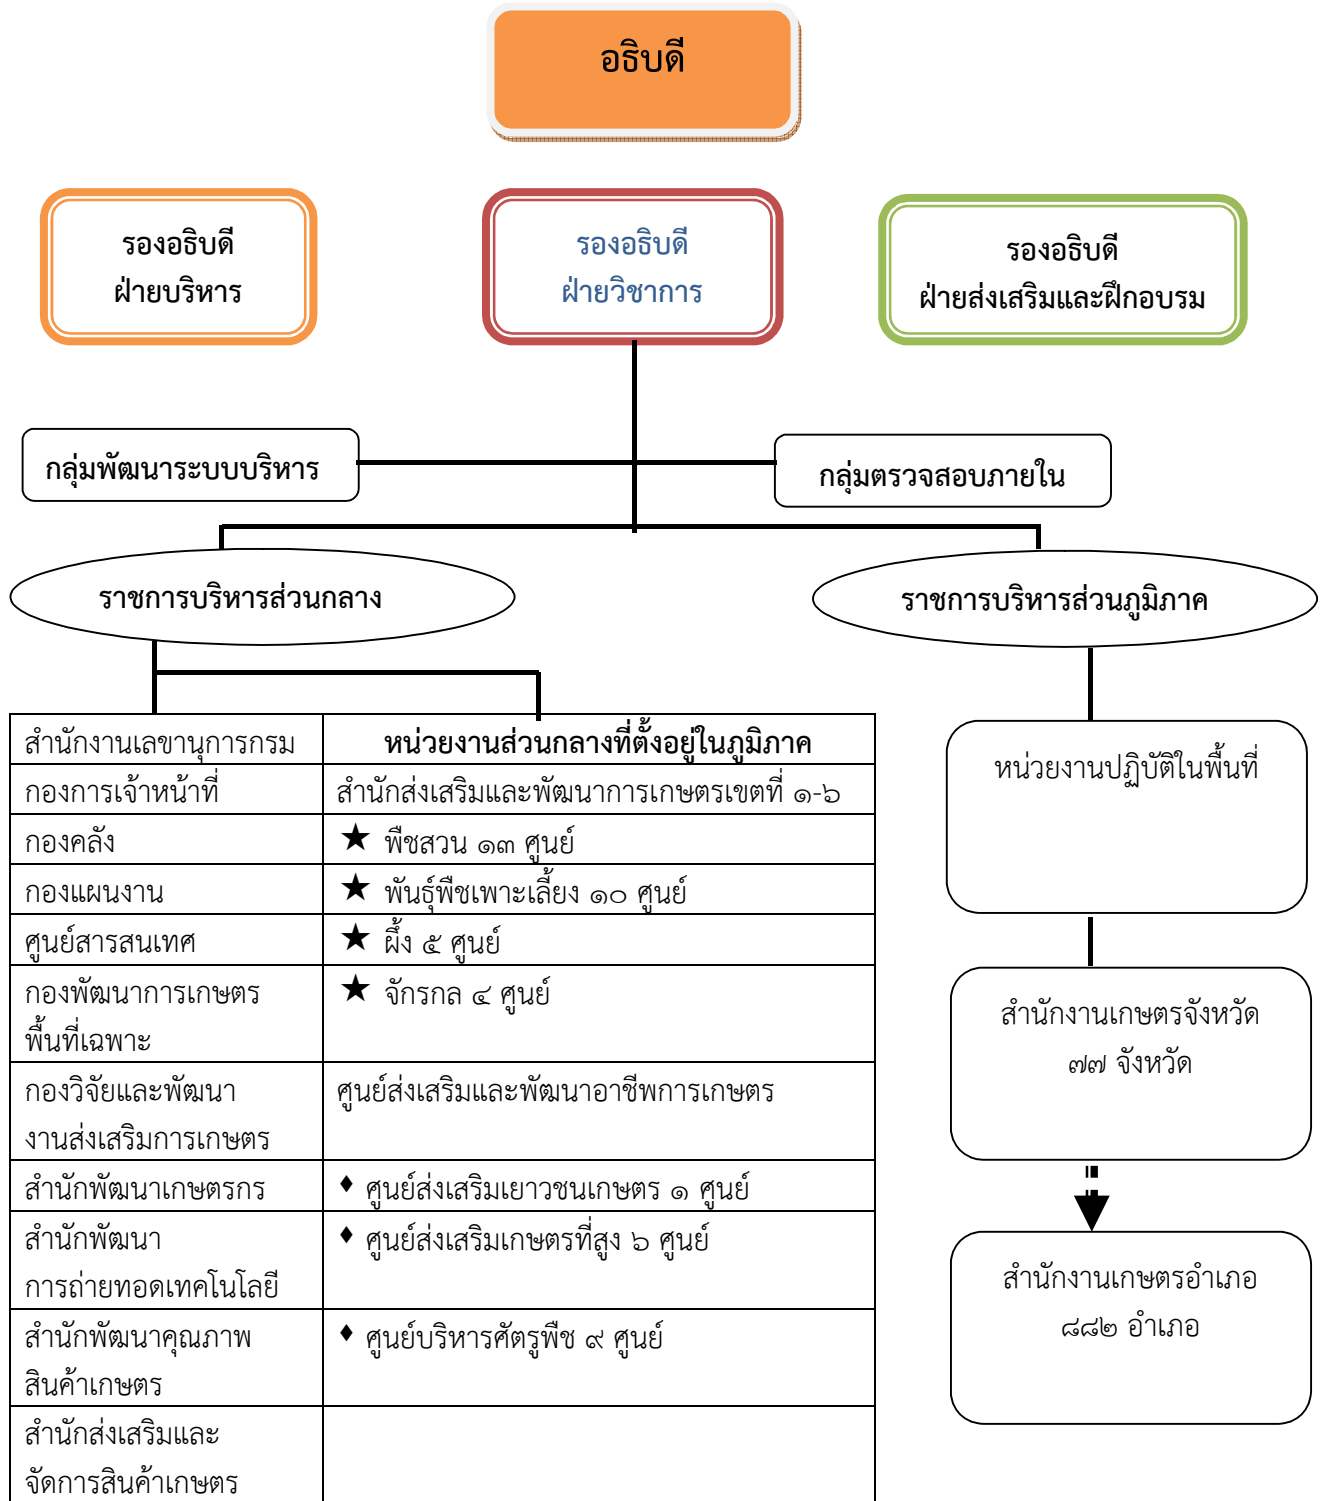 อธิบดี
รองอธิบดี
ฝ่ายบริหาร
รองอธิบดี
ฝ่ายวิชาการ
รองอธิบดี
ฝ่ายส่งเสริมและฝึกอบรม
กลุ่มพัฒนาระบบบริหาร
กลุ่มตรวจสอบภายใน
ราชการบริหารส่วนกลาง
ราชการบริหารส่วนภูมิภาค
สำนักงานเลขานุการกรม
หน่วยงานส่วนกลางที่ตั้งอยู่ในภูมิภาค
กองการเจ้าหน้าที่
สำนักส่งเสริมและพัฒนาการเกษตรเขตที่ ๑-๖
กองคลัง
★ พืชสวน ๑๓ ศูนย์
กองแผนงาน
★ พันธุ์พืชเพาะเลี้ยง ๑๐ ศูนย์
ศูนย์สารสนเทศ
★ ผึ้ง ๕ ศูนย์
กองพัฒนาการเกษตร
พื้นที่เฉพาะ
★ จักรกล ๔ ศูนย์
กองวิจัยและพัฒนา
งานส่งเสริมการเกษตร
ศูนย์ส่งเสริมและพัฒนาอาชีพการเกษตร
สำนักพัฒนาเกษตรกร
♦ ศูนย์ส่งเสริมเยาวชนเกษตร ๑ ศูนย์
สำนักพัฒนา
การถ่ายทอดเทคโนโลยี
♦ ศูนย์ส่งเสริมเกษตรที่สูง ๖ ศูนย์
สำนักพัฒนาคุณภาพ
สินค้าเกษตร
♦ ศูนย์บริหารศัตรูพืช ๙ ศูนย์
สำนักส่งเสริมและ
จัดการสินค้าเกษตร
หน่วยงานปฏิบัติในพื้นที่
สำนักงานเกษตรจังหวัด
๗๗ จังหวัด
สำนักงานเกษตรอำเภอ
๘๘๒ อำเภอ